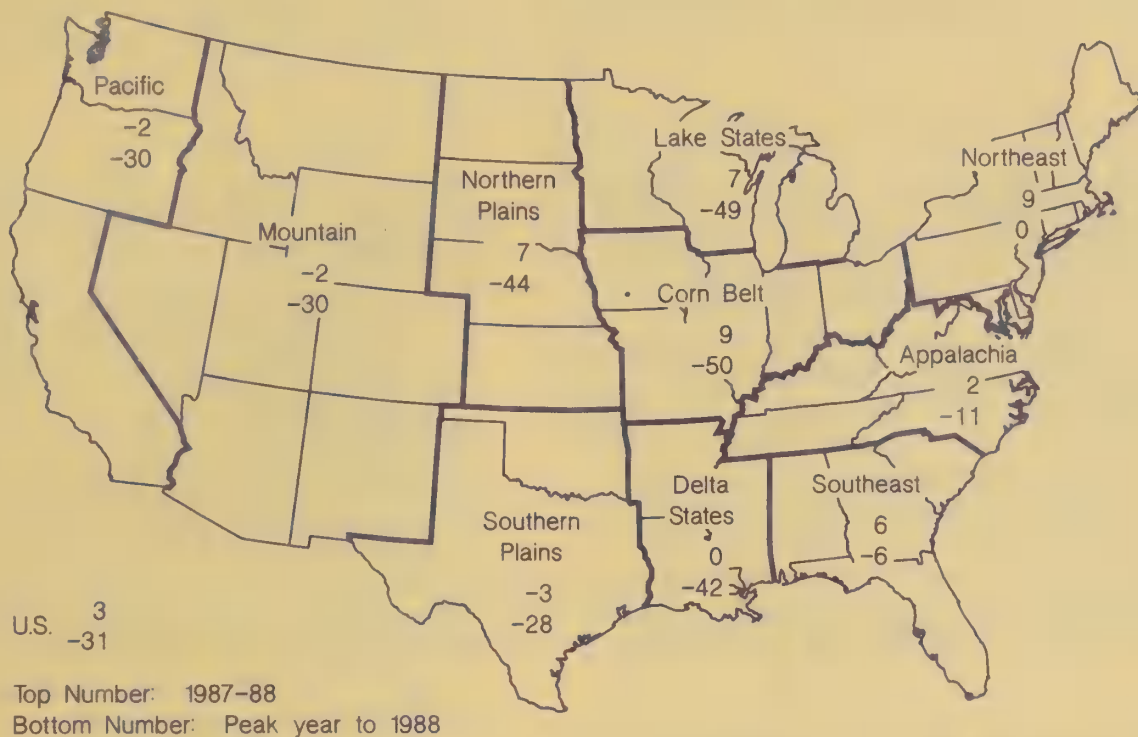 Pacific
-2
-30
Mountain
-2
-30
Northern
Plains
7
-44
Lake States
7
-49
Corn Belt
9
-50
Northeast
9
0
Appalachia
2
-11
Southeast
6
-6
Delta
States
0
-42
Southern
Plains
-3
-28
U.S.
3
-31
Top Number: 1987-88
Bottom Number: Peak year to 1988